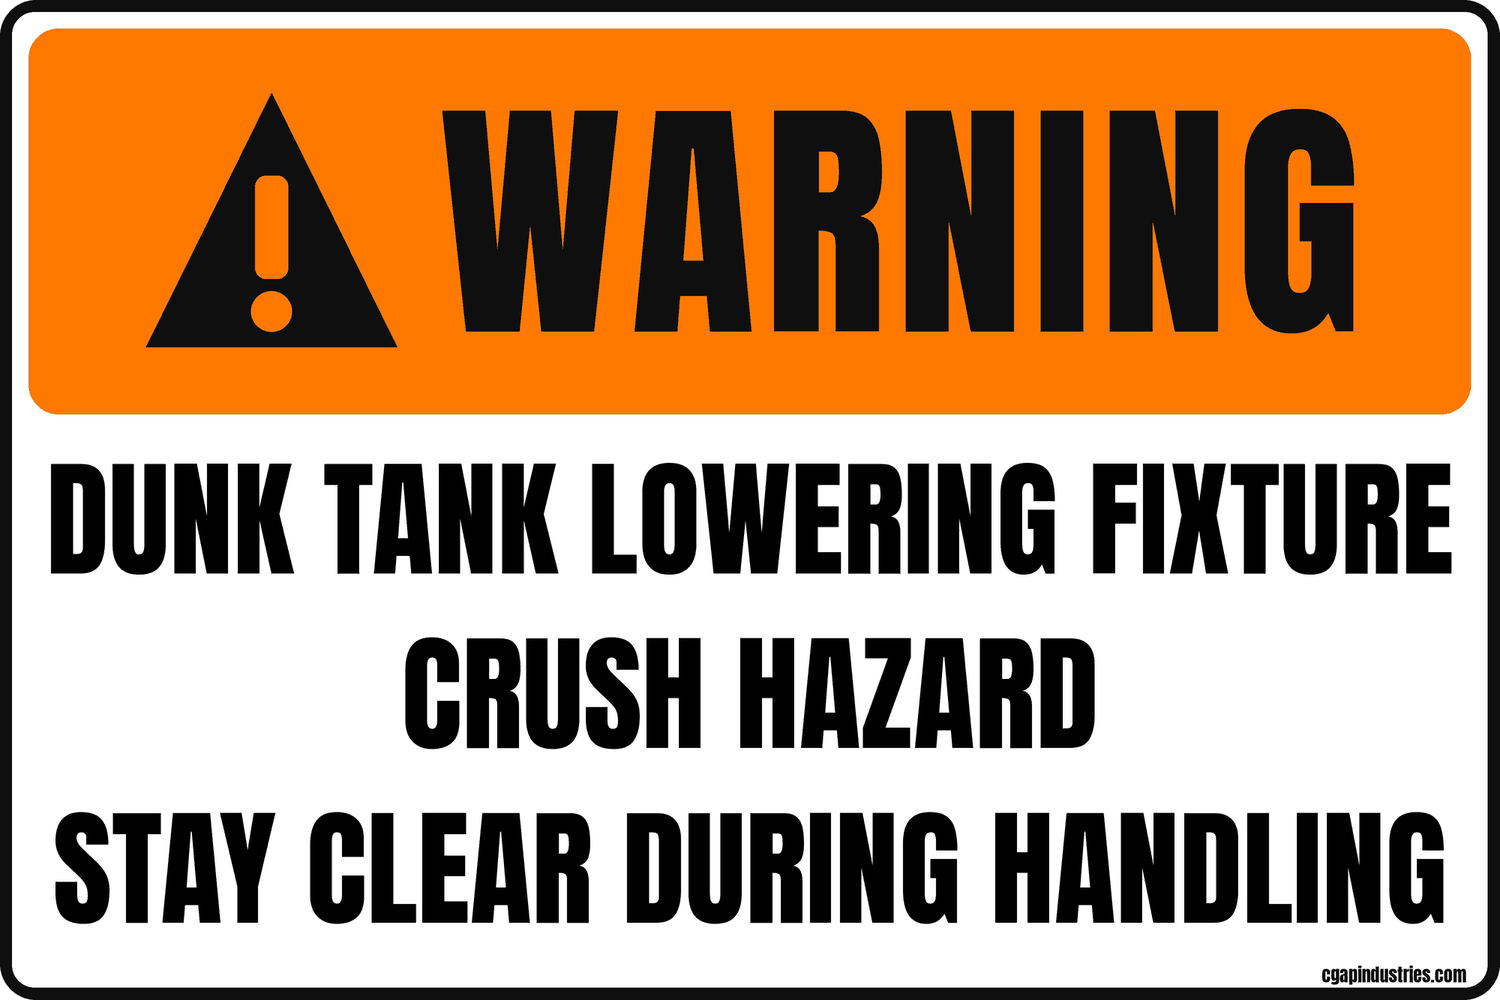 WARNING
DUNK TANK LOWERING FIXTURE
CRUSH HAZARD
STAY CLEAR DURING HANDLING
cgapindustries.com